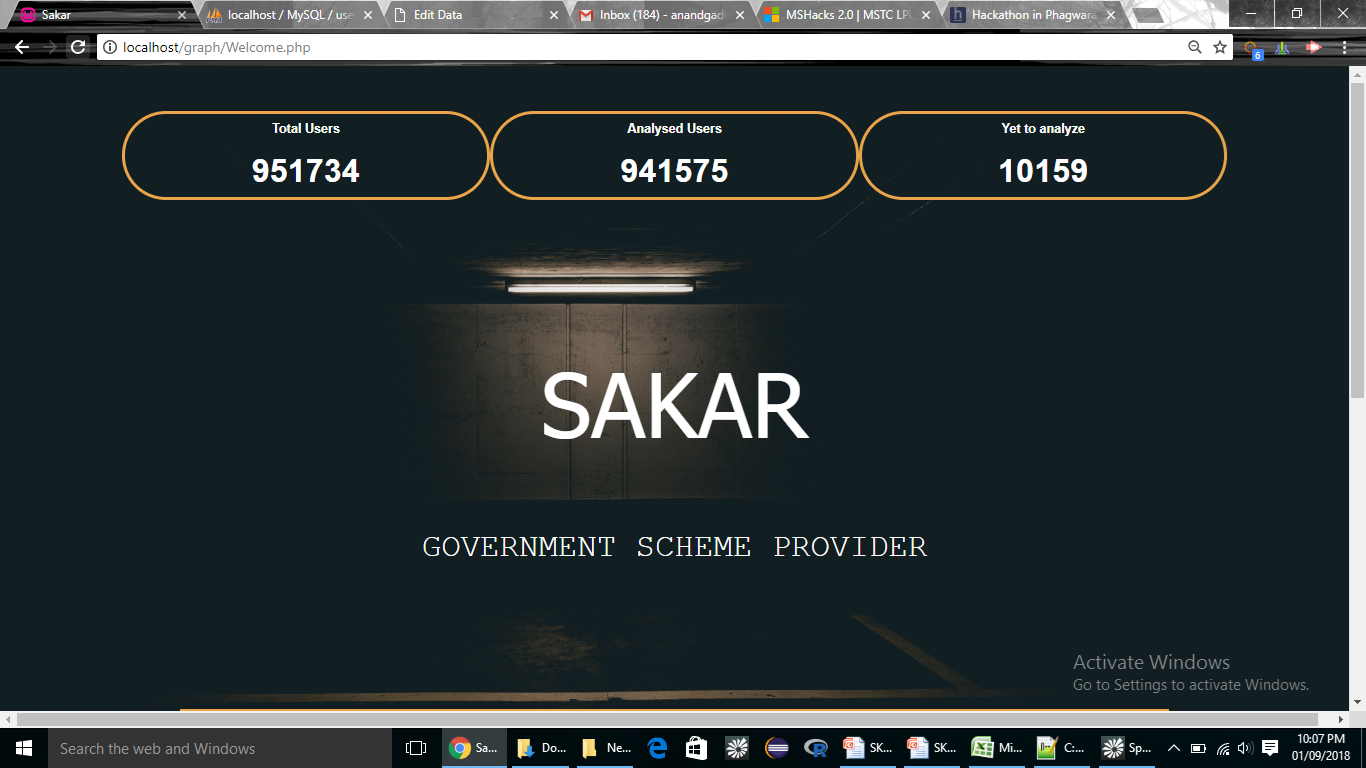 Sakar
localhost / MySQL / use
Edit Data
Inbox (184) - anandgad
MSHacks 2.0 | MSTC LPU
Hackathon in Phagwara
localhost/graph/Welcome.php
6
Total Users
951734
Analysed Users
941575
Yet to analyze
10159
SAKAR
GOVERNMENT SCHEME PROVIDER
Activate Windows
Go to Settings to activate Windows.
Search the web and Windows
Sa...
Do...
Ne...
SK...
SK...
Mi...
C:...
Sp...
10:07 PM
01/09/2018